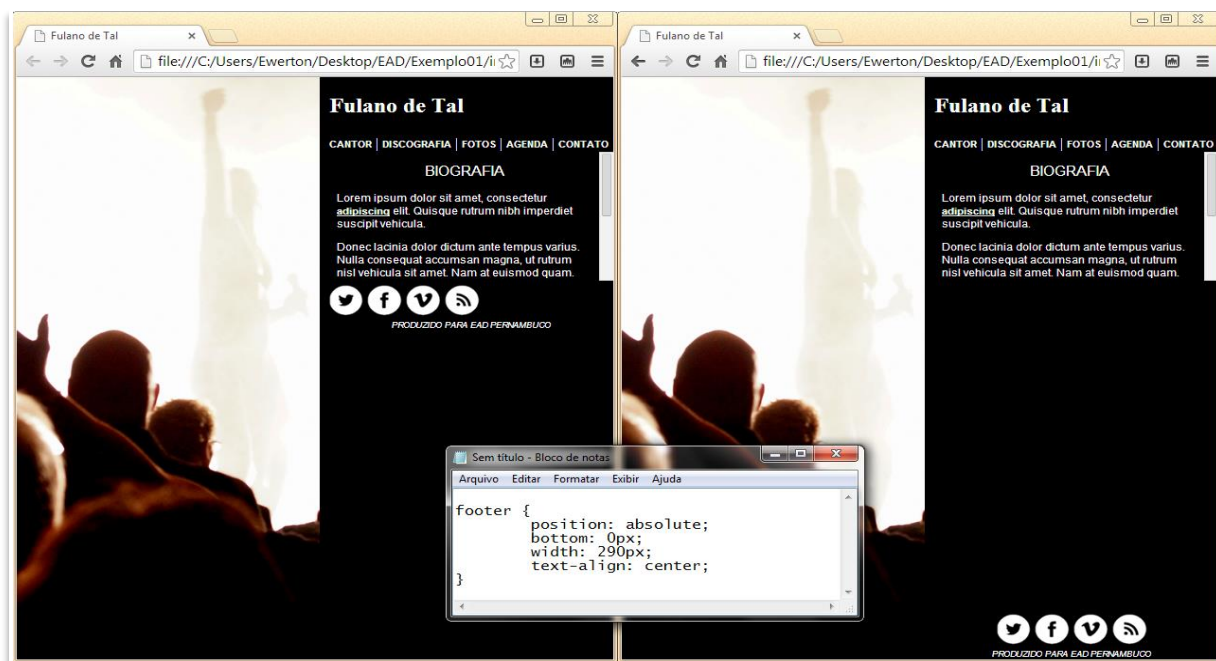 Fulano de Tal
file:///C:/Users/Ewerton/Desktop/EAD/Exemplo01/i
Fulano de Tal
CANTOR | DISCOGRAFIA | FOTOS | AGENDA | CONTATO
BIOGRAFIA
Lorem ipsum dolor sit amet, consectetur
adipiscing elit. Quisque rutrum nibh imperdiet
suscipit vehicula.
Donec lacinia dolor dictum ante tempus varius.
Nulla consequat accumsan magna, ut rutrum
nisl vehicula sit amet. Nam at euismod quam.
PRODUZIDO PARA EAD PERNAMBUCO
Fulano de Tal
file:///C:/Users/Ewerton/Desktop/EAD/Exemplo01/i
Fulano de Tal
CANTOR | DISCOGRAFIA | FOTOS | AGENDA | CONTATO
BIOGRAFIA
Lorem ipsum dolor sit amet, consectetur
adipiscing elit. Quisque rutrum nibh imperdiet
suscipit vehicula.
Donec lacinia dolor dictum ante tempus varius.
Nulla consequat accumsan magna, ut rutrum
nisl vehicula sit amet. Nam at euismod quam.
Sem título - Bloco de notas
Arquivo Editar Formatar Exibir Ajuda
footer {
position: absolute;
bottom: 0px;
width: 290px;
text-align: center;
}
PRODUZIDO PARA EAD PERNAMBUCO